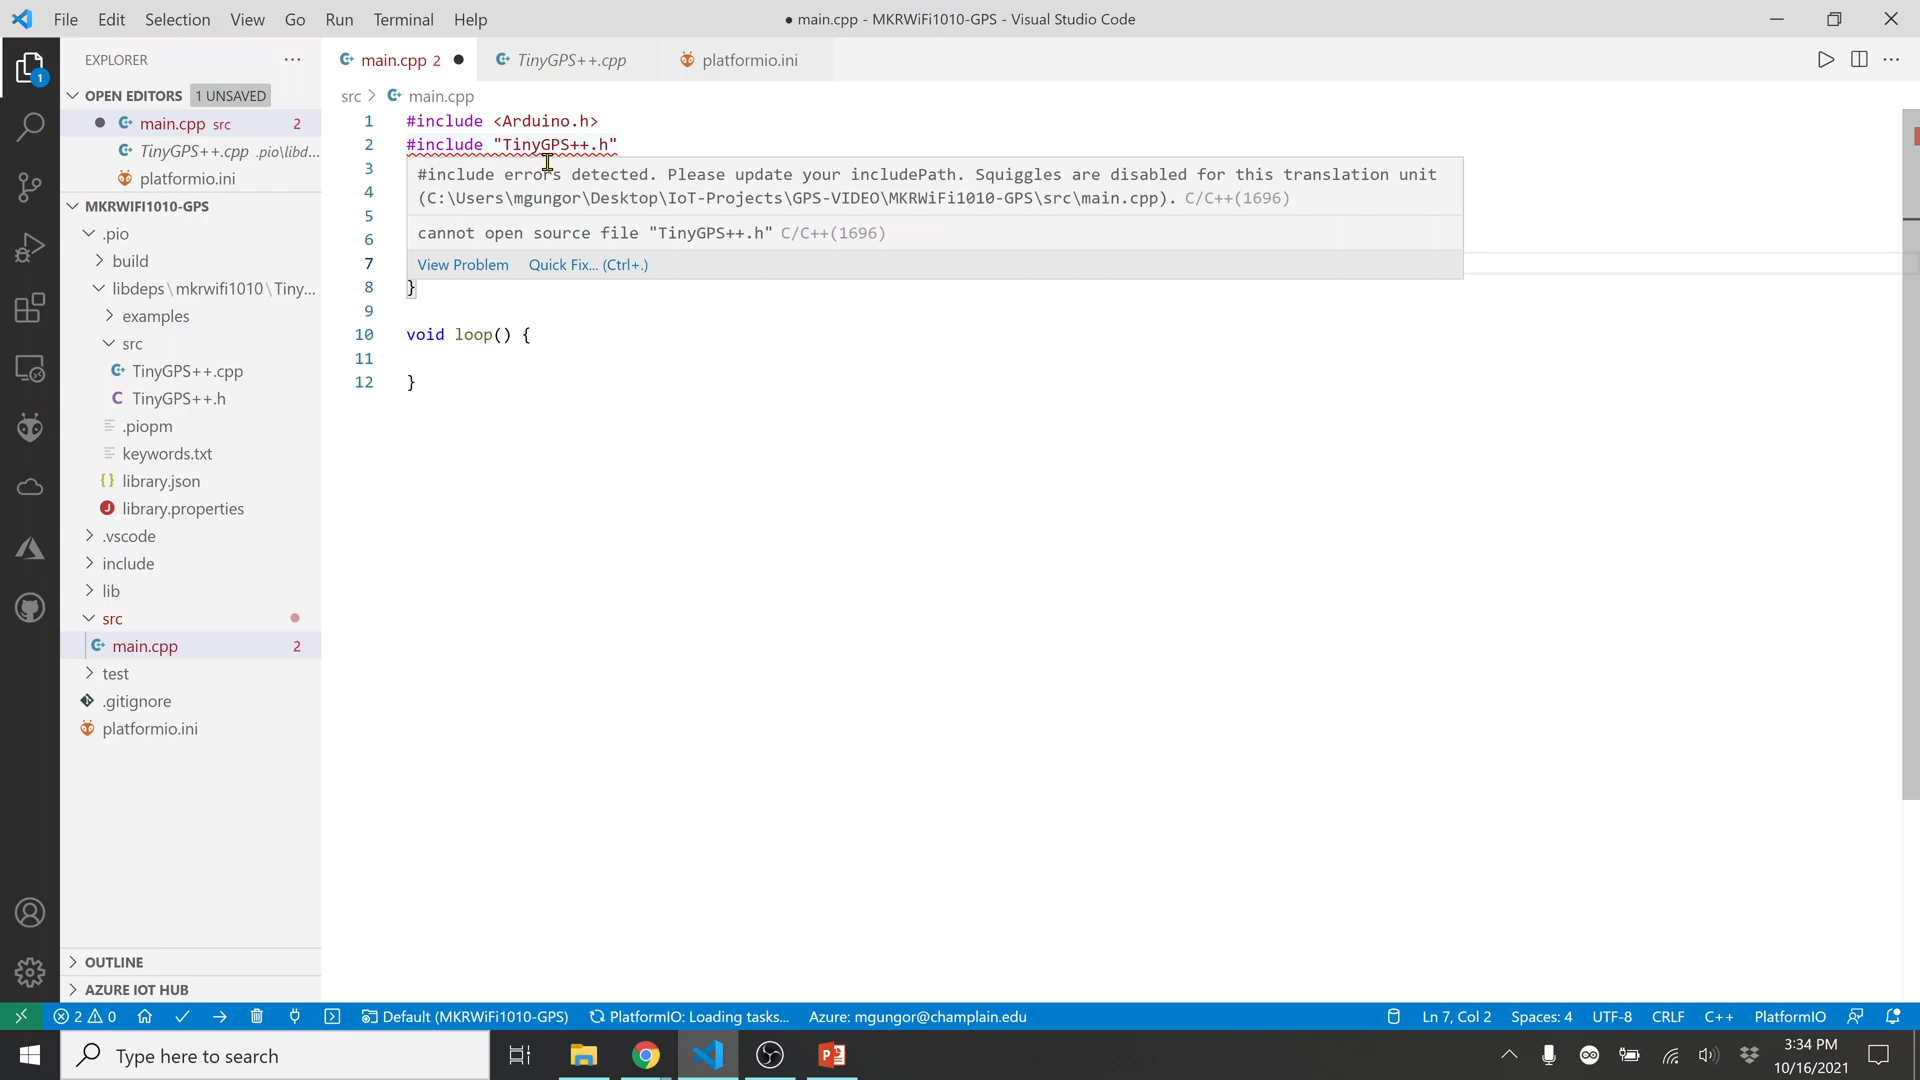 File Edit Selection View Go Run Terminal Help
● main.cpp - MKRWiFi1010-GPS - Visual Studio Code
EXPLORER
main.cpp 2
TinyGPS++.cpp
platformio.ini
OPEN EDITORS 1 UNSAVED
src > main.cpp
main.cpp src 2
TinyGPS++.cpp .pio\libd...
platformio.ini
MKRWIFI1010-GPS
.pio
build
libdeps\mkrwifi1010\Tiny...
examples
src
TinyGPS++.cpp
TinyGPS++.h
.piopm
keywords.txt
library.json
library.properties
.vscode
include
lib
src
main.cpp 2
test
.gitignore
platformio.ini
OUTLINE
AZURE IOT HUB
1 #include <Arduino.h>
2 #include "TinyGPS++.h"
3
4
5
6
7
8 }
9
10 void loop() {
11
12 }
#include errors detected. Please update your includePath. Squiggles are disabled for this translation unit
(C:\Users\mgungor\Desktop\IoT-Projects\GPS-VIDEO\MKRWiFi1010-GPS\src\main.cpp). C/C++(1696)
cannot open source file "TinyGPS++.h" C/C++(1696)
View Problem Quick Fix... (Ctrl+.)
1
2 0 Default (MKRWiFi1010-GPS) PlatformIO: Loading tasks... Azure: mgungor@champlain.edu Ln 7, Col 2 Spaces: 4 UTF-8 CRLF C++ PlatformIO
Type here to search
3:34 PM
10/16/2021